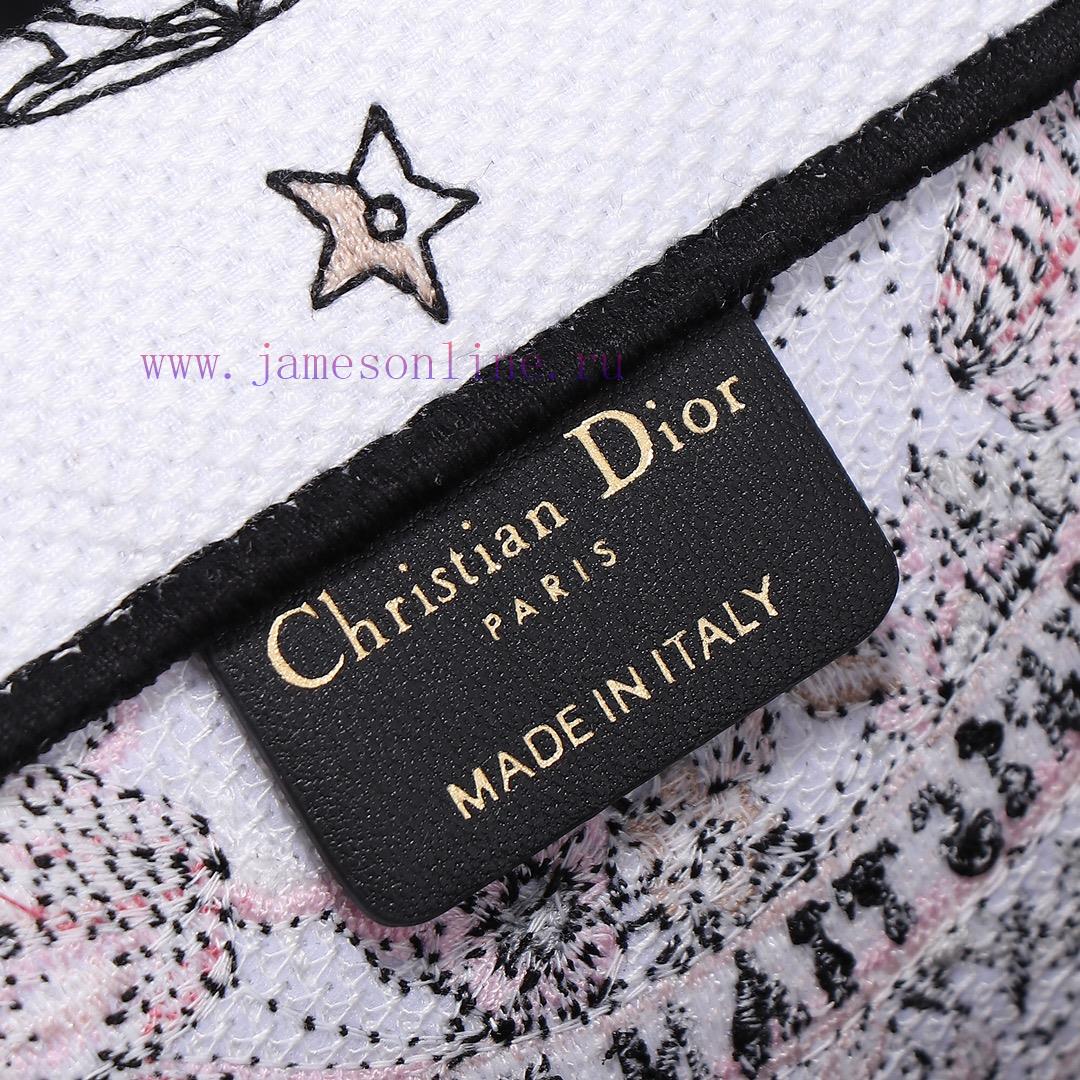 www.jamesonline.ru
Christian Dior
PARIS
MADE IN ITALY